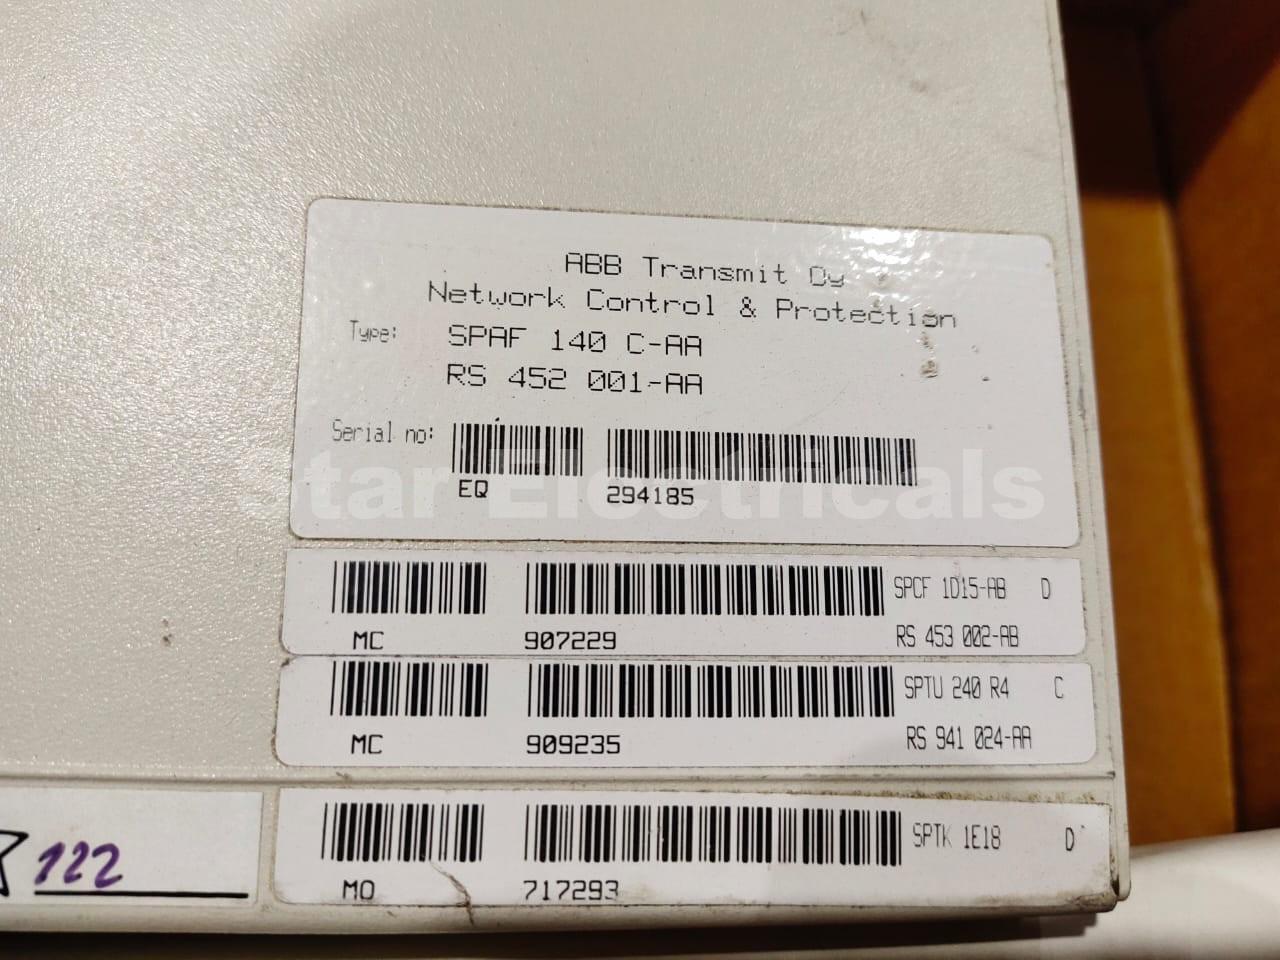 ABB Transmit Oy
Network Control & Protection
Type: SPAF 140 C-AA
RS 452 001-AA
Serial no:
EQ 294185
Star Electricals
SPCF 1D15-AB D
MC 907229 RS 453 002-AB
SPTU 240 R4 C
MC 909235 RS 941 024-AA
SPTK 1E18 D
MO 717293
122